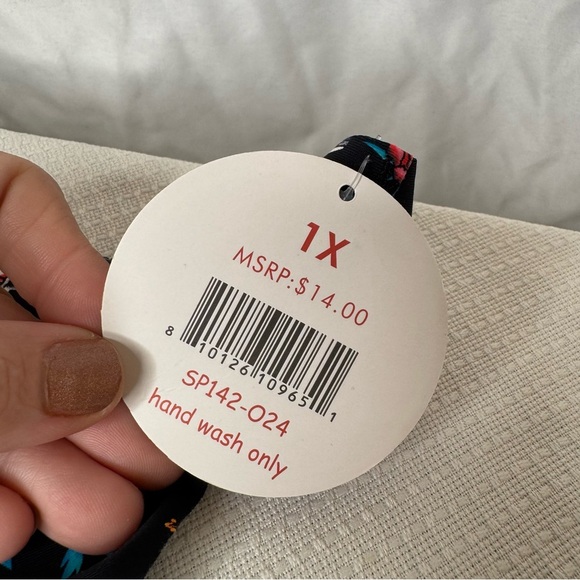 1X
MSRP:$14.00
8 10126 10965 1
SP142-O24
hand wash only